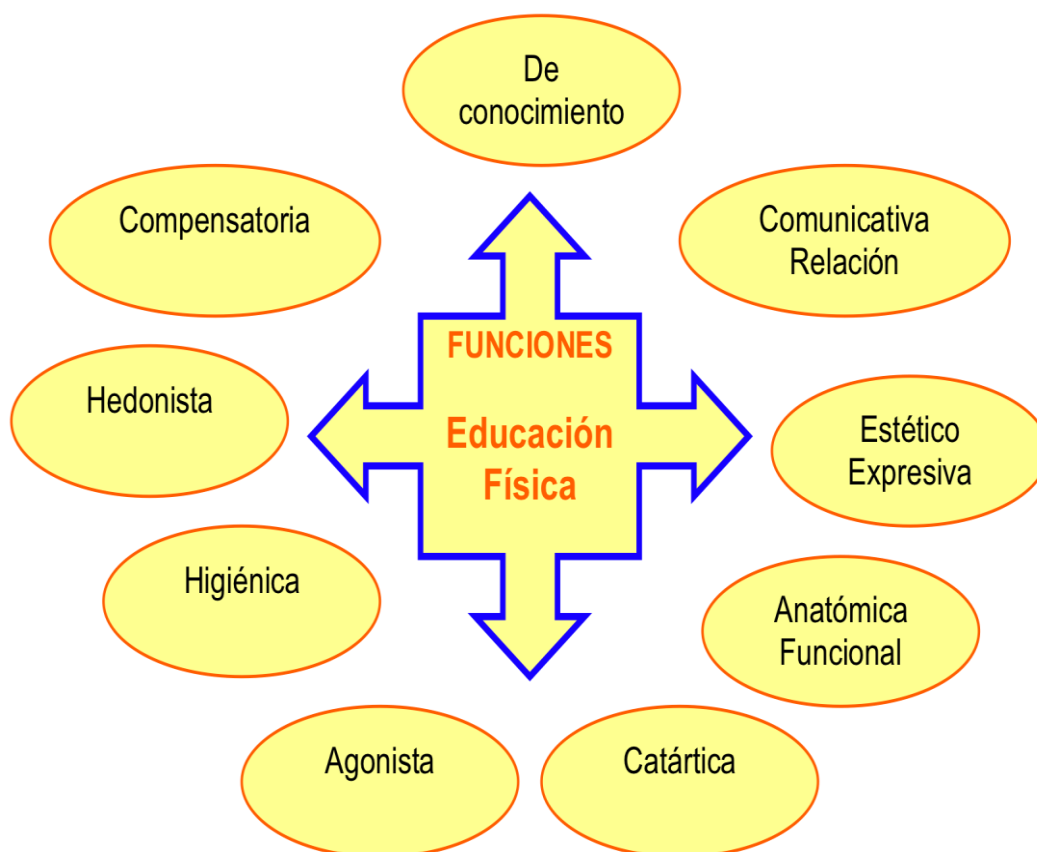 De
conocimiento
Compensatoria
Comunicativa
Relación
FUNCIONES
Educación
Física
Hedonista
Estético
Expresiva
Higiénica
Anatómica
Funcional
Agonista
Catártica